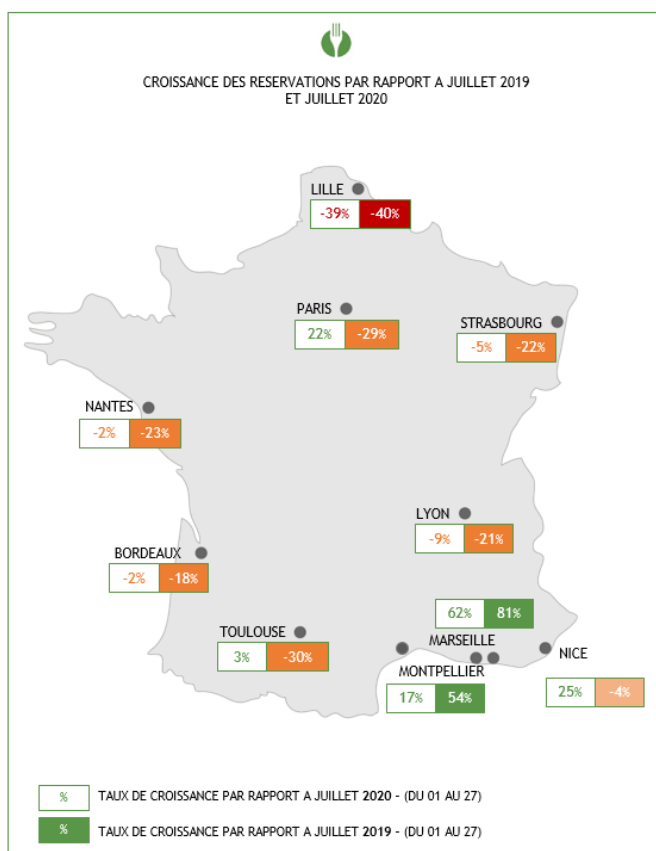 CROISSANCE DES RESERVATIONS PAR RAPPORT A JUILLET 2019
ET JUILLET 2020
LILLE
-39% -40%
PARIS
22% -29%
STRASBOURG
-5% -22%
NANTES
-2% -23%
LYON
-9% -21%
BORDEAUX
-2% -18%
62% 81%
MARSEILLE
TOULOUSE
3% -30%
NICE
25% -4%
MONTPELLIER
17% 54%
% TAUX DE CROISSANCE PAR RAPPORT A JUILLET 2020 - (DU 01 AU 27)
% TAUX DE CROISSANCE PAR RAPPORT A JUILLET 2019 - (DU 01 AU 27)